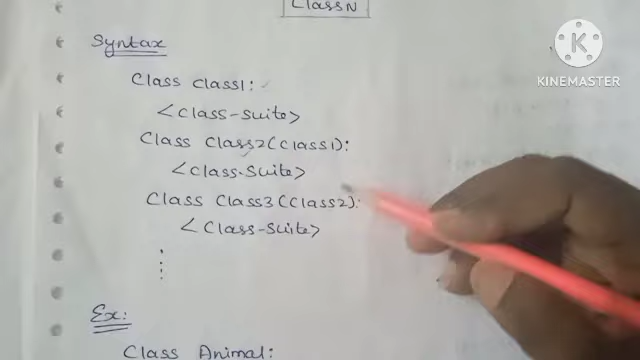 ClassN
Syntax
Class class1:
<class-suite>
Class Class2(Class1):
<class-suite>
Class Class3(Class2):
<Class-suite>
Ex:
Class Animal:
K
KINEMASTER